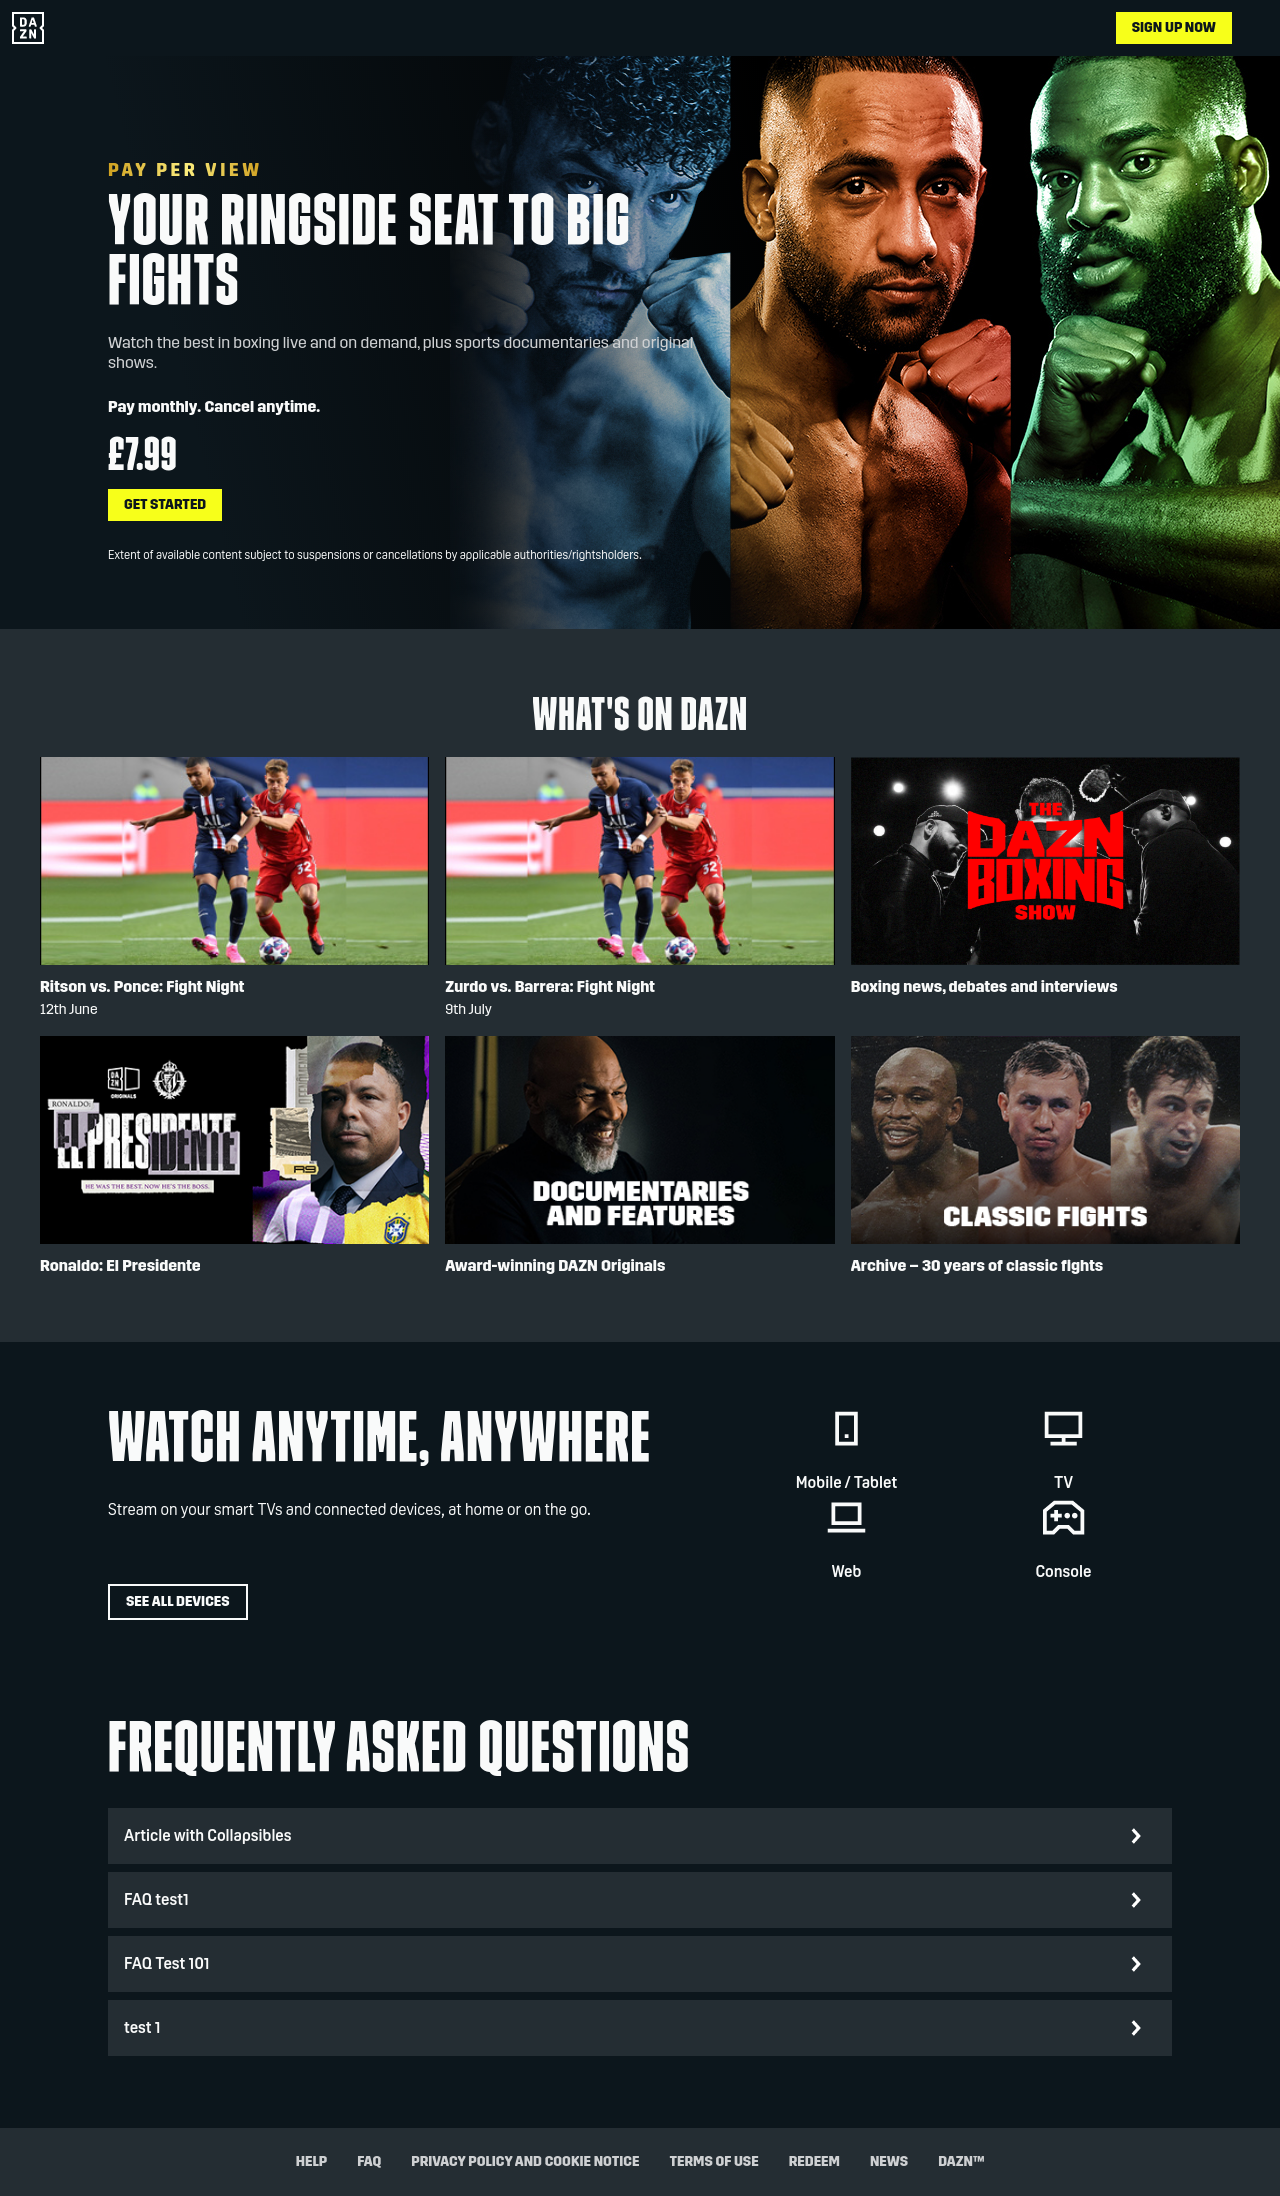 DAZN
SIGN UP NOW
PAY PER VIEW
YOUR RINGSIDE SEAT TO BIG
FIGHTS
Watch the best in boxing live and on demand, plus sports documentaries and original
shows.
Pay monthly. Cancel anytime.
£7.99
GET STARTED
Extent of available content subject to suspensions or cancellations by applicable authorities/rightsholders.
WHAT'S ON DAZN
32
32
THE
DAZN
BOXING
SHOW
Ritson vs. Ponce: Fight Night
12th June
Zurdo vs. Barrera: Fight Night
9th July
Boxing news, debates and interviews
DAZN
ORIGINALS
RONALDO:
EL PRESIDENTE
HE WAS THE BEST. NOW HE'S THE BOSS.
R9
DOCUMENTARIES
AND FEATURES
CLASSIC FIGHTS
Ronaldo: El Presidente
Award-winning DAZN Originals
Archive – 30 years of classic fights
WATCH ANYTIME, ANYWHERE
Stream on your smart TVs and connected devices, at home or on the go.
SEE ALL DEVICES
Mobile / Tablet
TV
Web
Console
FREQUENTLY ASKED QUESTIONS
Article with Collapsibles
FAQ test1
FAQ Test 101
test 1
HELP FAQ PRIVACY POLICY AND COOKIE NOTICE TERMS OF USE REDEEM NEWS DAZN™